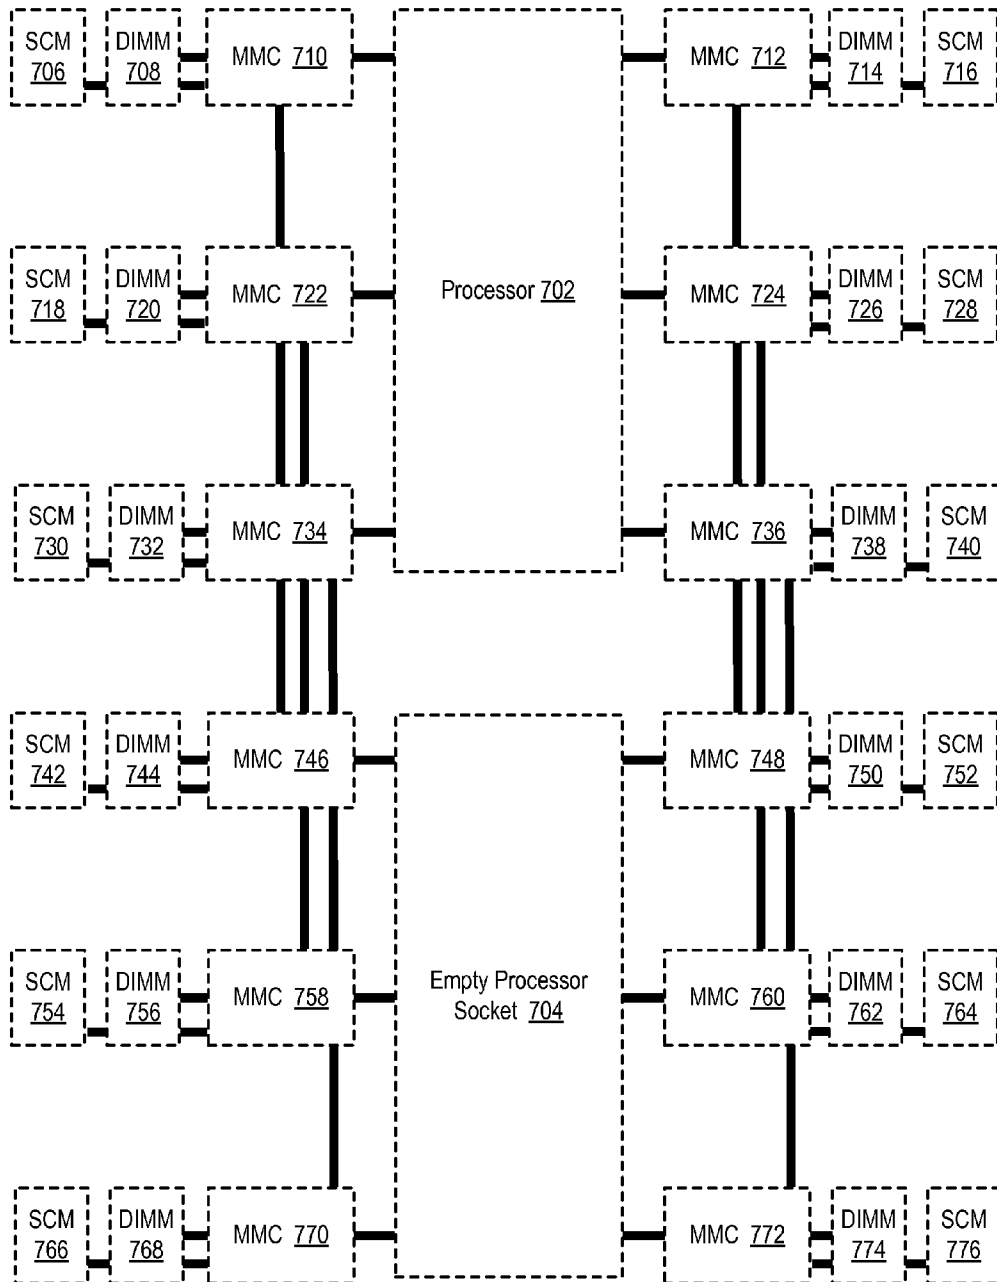 SCM
706
DIMM
708
MMC 710
MMC 712
DIMM
714
SCM
716
SCM
718
DIMM
720
MMC 722
Processor 702
MMC 724
DIMM
726
SCM
728
SCM
730
DIMM
732
MMC 734
MMC 736
DIMM
738
SCM
740
SCM
742
DIMM
744
MMC 746
MMC 748
DIMM
750
SCM
752
SCM
754
DIMM
756
MMC 758
Empty Processor
Socket 704
MMC 760
DIMM
762
SCM
764
SCM
766
DIMM
768
MMC 770
MMC 772
DIMM
774
SCM
776